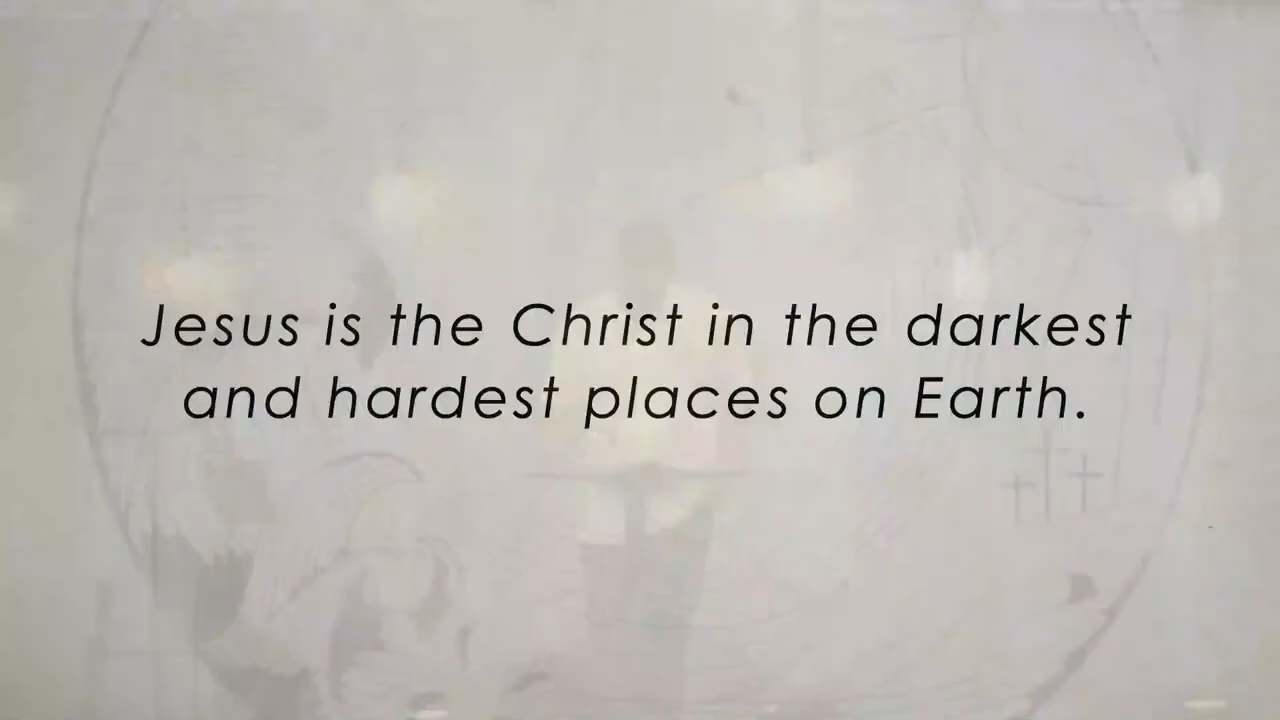 Jesus is the Christ in the darkest
and hardest places on Earth.